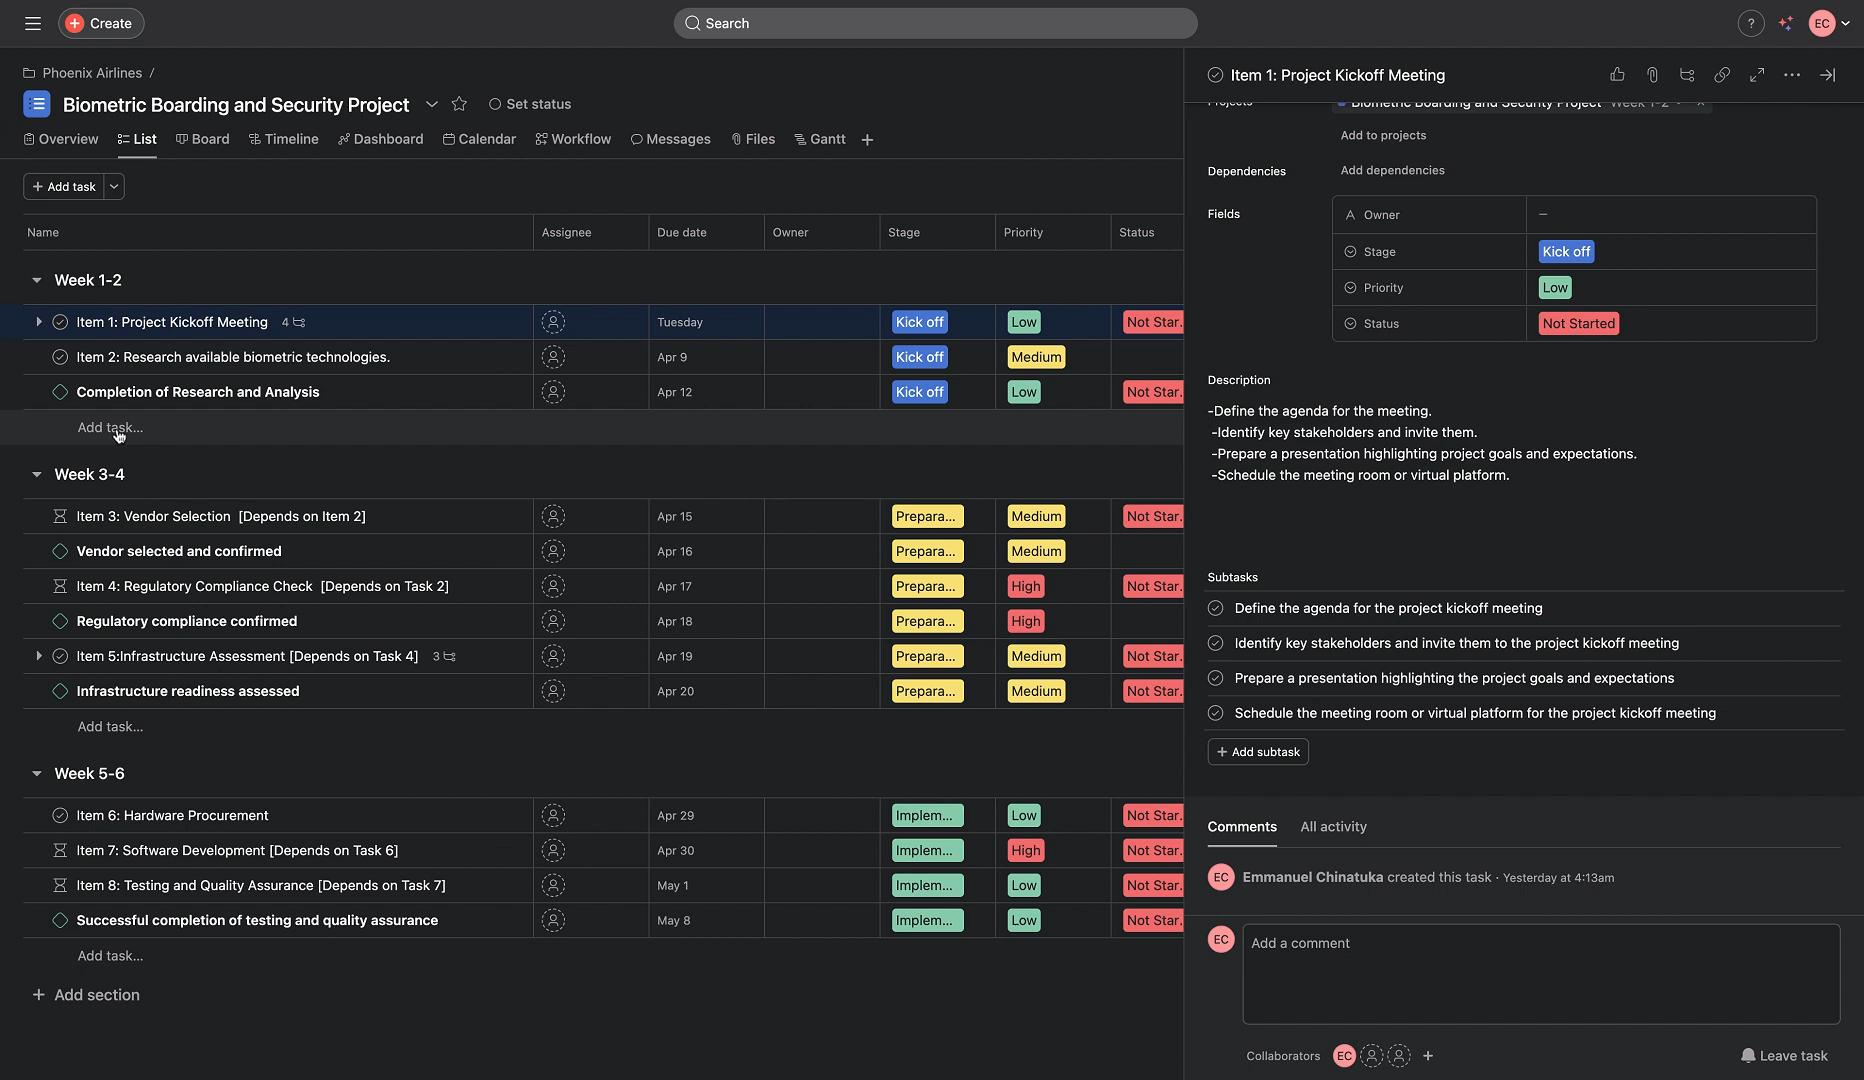 Create
Search
?
EC
Phoenix Airlines /
Biometric Boarding and Security Project
Set status
Overview
List
Board
Timeline
Dashboard
Calendar
Workflow
Messages
Files
Gantt
Add task
Name Assignee Due date Owner Stage Priority Status
Week 1-2
Item 1: Project Kickoff Meeting 4 Tuesday Kick off Low Not Star.
Item 2: Research available biometric technologies. Apr 9 Kick off Medium
Completion of Research and Analysis Apr 12 Kick off Low Not Star.
Add task...
Week 3-4
Item 3: Vendor Selection [Depends on Item 2] Apr 15 Prepara... Medium Not Star.
Vendor selected and confirmed Apr 16 Prepara... Medium
Item 4: Regulatory Compliance Check [Depends on Task 2] Apr 17 Prepara... High Not Star.
Regulatory compliance confirmed Apr 18 Prepara... High
Item 5:Infrastructure Assessment [Depends on Task 4] 3 Apr 19 Prepara... Medium Not Star.
Infrastructure readiness assessed Apr 20 Prepara... Medium Not Star.
Add task...
Week 5-6
Item 6: Hardware Procurement Apr 29 Implem... Low Not Star.
Item 7: Software Development [Depends on Task 6] Apr 30 Implem... High Not Star.
Item 8: Testing and Quality Assurance [Depends on Task 7] May 1 Implem... Low Not Star.
Successful completion of testing and quality assurance May 8 Implem... Low Not Star.
Add task...
Add section
Item 1: Project Kickoff Meeting
Projects Biometric Boarding and Security Project Week 1-2
Add to projects
Dependencies Add dependencies
Fields
A Owner —
Stage Kick off
Priority Low
Status Not Started
Description
-Define the agenda for the meeting.
-Identify key stakeholders and invite them.
-Prepare a presentation highlighting project goals and expectations.
-Schedule the meeting room or virtual platform.
Subtasks
Define the agenda for the project kickoff meeting
Identify key stakeholders and invite them to the project kickoff meeting
Prepare a presentation highlighting the project goals and expectations
Schedule the meeting room or virtual platform for the project kickoff meeting
Add subtask
Comments All activity
EC Emmanuel Chinatuka created this task · Yesterday at 4:13am
EC Add a comment
Collaborators EC
Leave task